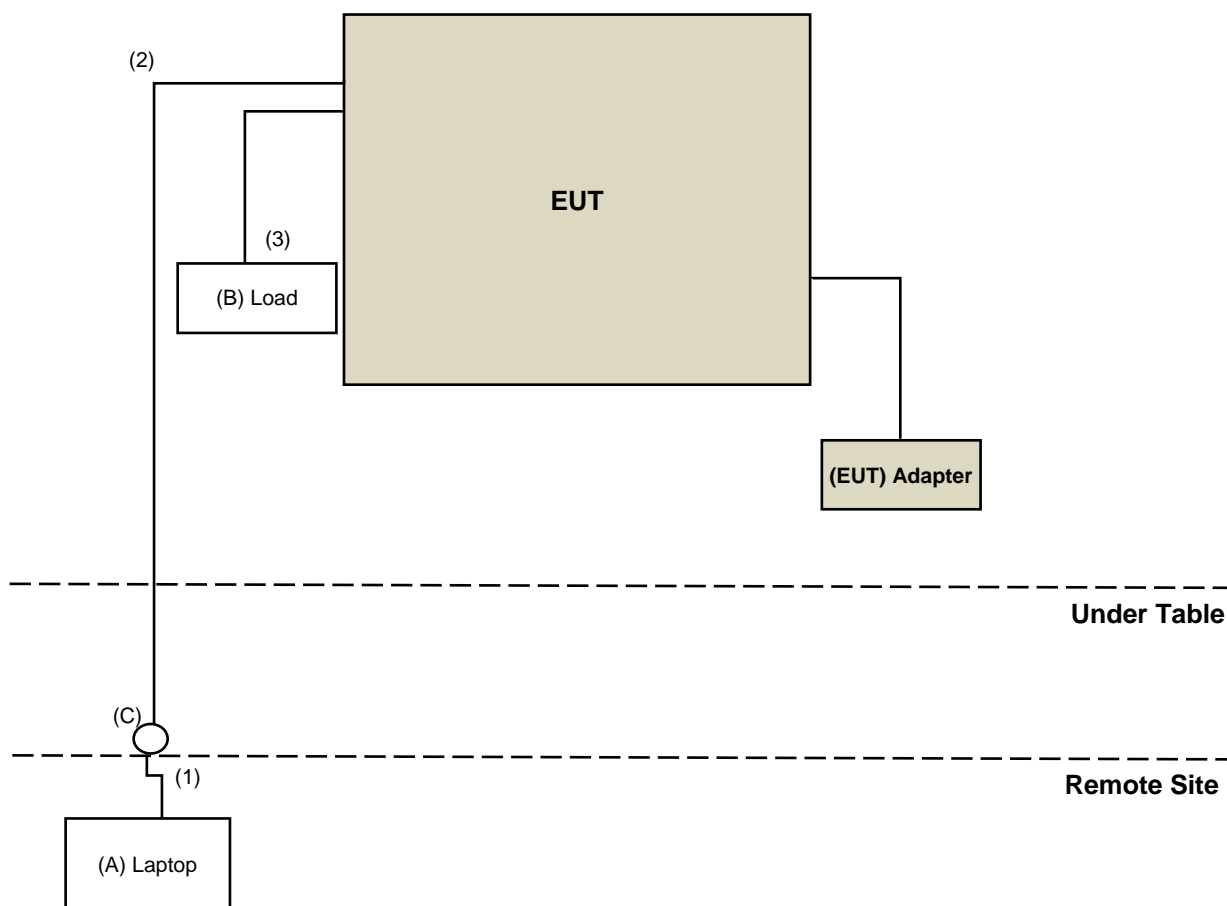 (2)
EUT
(3)
(B) Load
(EUT) Adapter
Under Table
(C)
(1)
Remote Site
(A) Laptop